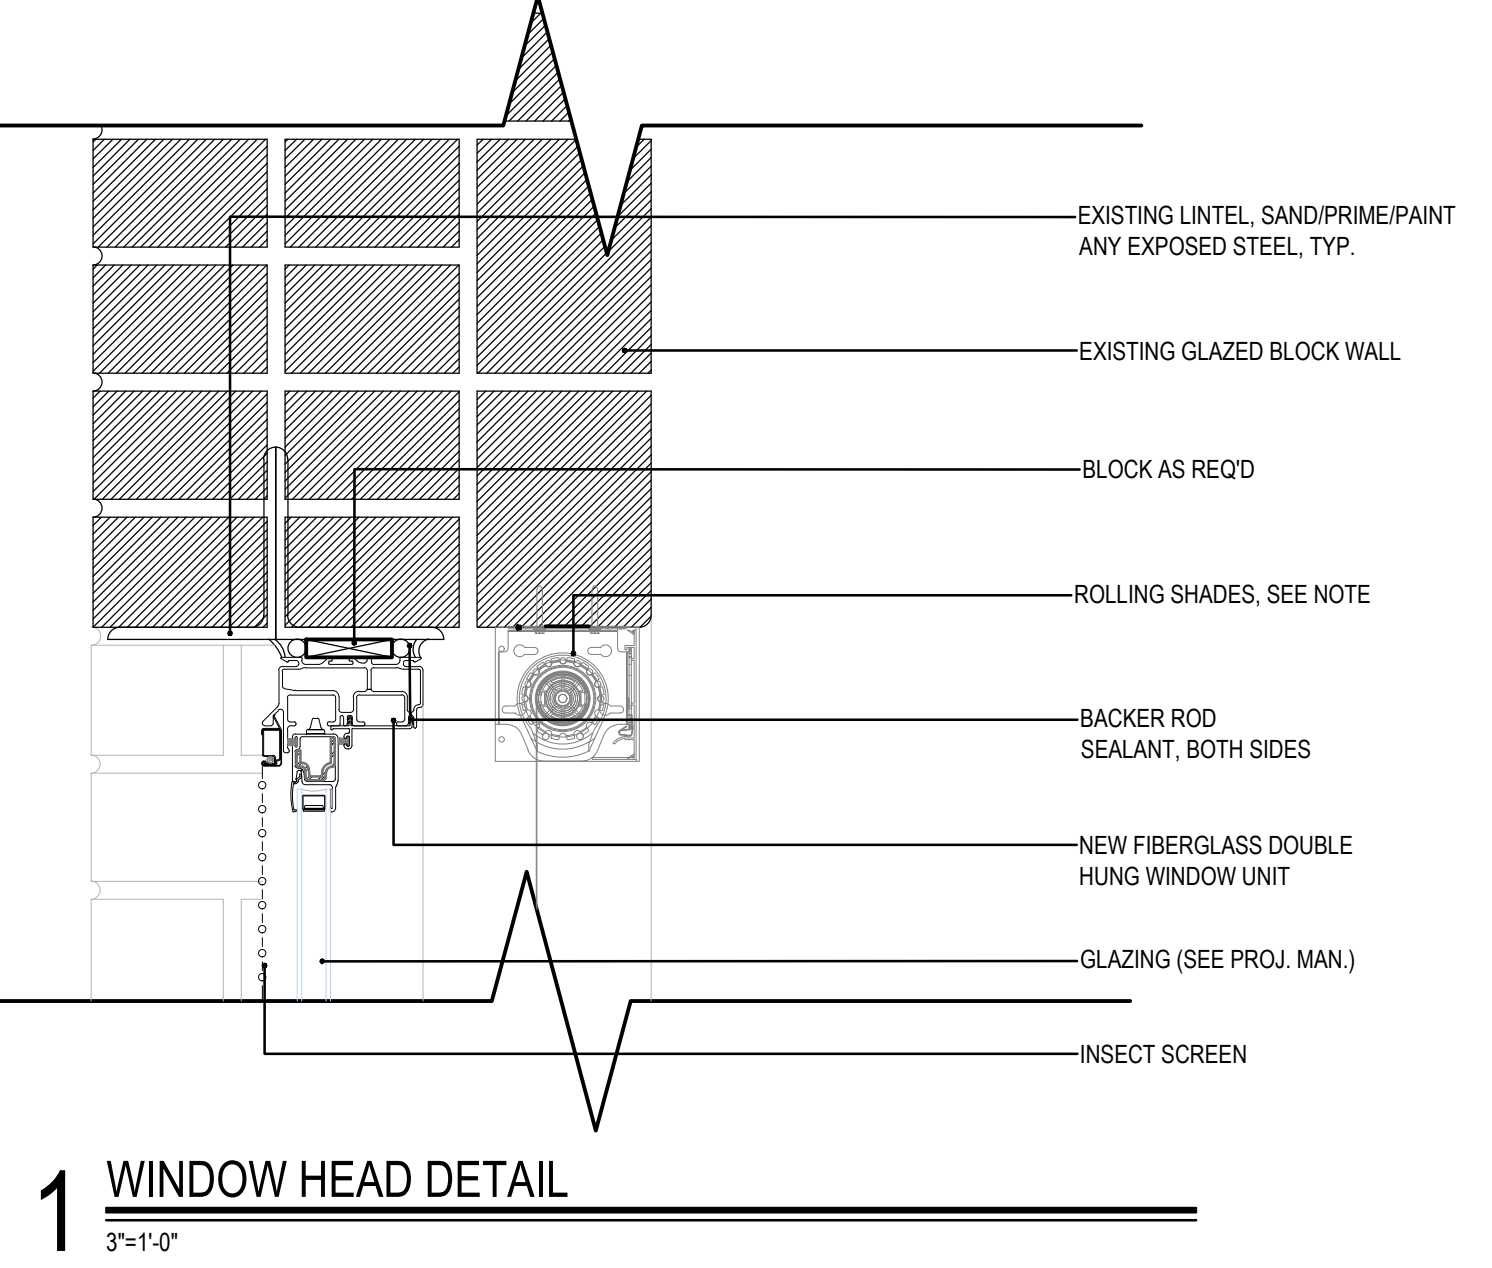 EXISTING LINTEL, SAND/PRIME/PAINT
ANY EXPOSED STEEL, TYP.
EXISTING GLAZED BLOCK WALL
BLOCK AS REQ'D
ROLLING SHADES, SEE NOTE
BACKER ROD
SEALANT, BOTH SIDES
NEW FIBERGLASS DOUBLE
HUNG WINDOW UNIT
GLAZING (SEE PROJ. MAN.)
INSECT SCREEN
1 WINDOW HEAD DETAIL
3"=1'-0"